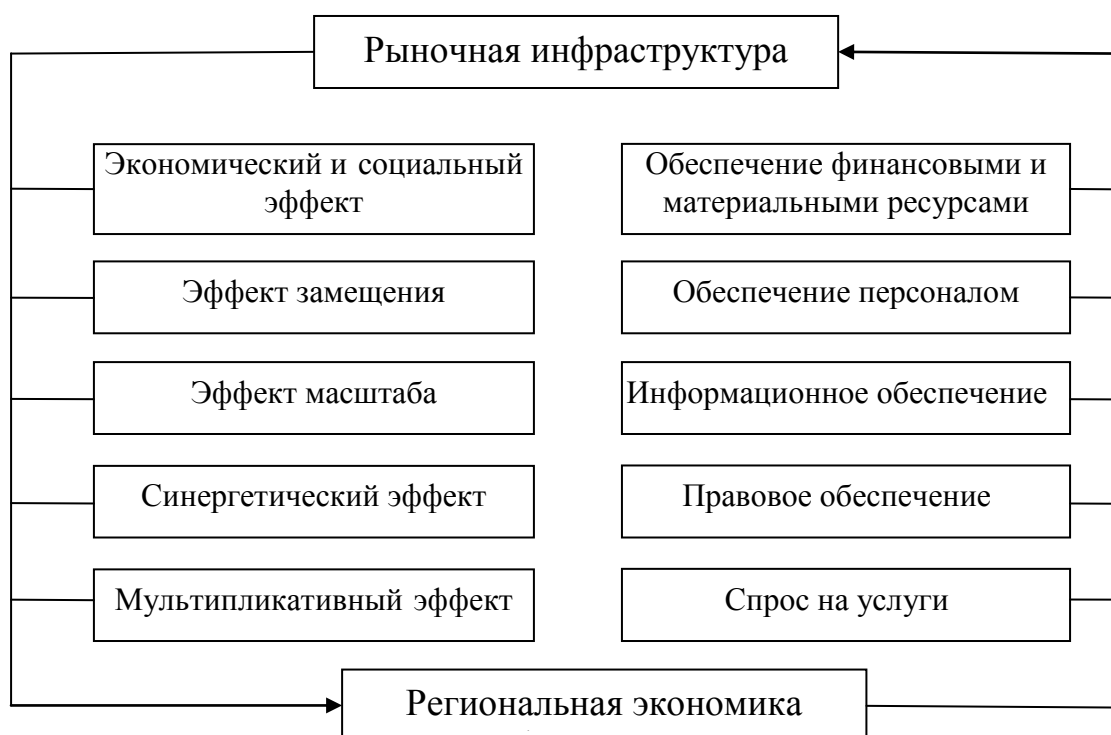 Рыночная инфраструктура
Экономический и социальный
эффект
Эффект замещения
Эффект масштаба
Синергетический эффект
Мультипликативный эффект
Обеспечение финансовыми и
материальными ресурсами
Обеспечение персоналом
Информационное обеспечение
Правовое обеспечение
Спрос на услуги
Региональная экономика